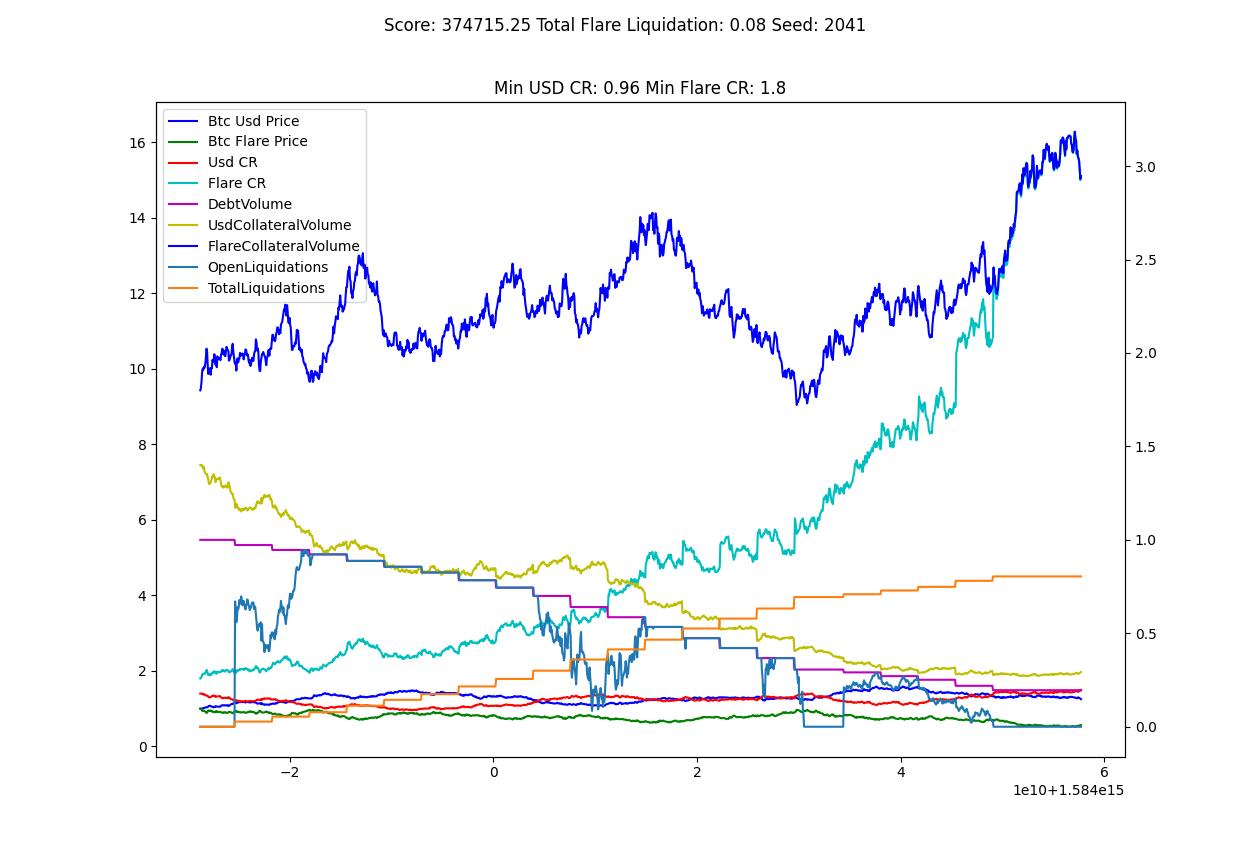 Score: 374715.25 Total Flare Liquidation: 0.08 Seed: 2041
Min USD CR: 0.96 Min Flare CR: 1.8
Btc Usd Price
Btc Flare Price
Usd CR
Flare CR
DebtVolume
UsdCollateralVolume
FlareCollateralVolume
OpenLiquidations
TotalLiquidations
16
14
12
10
8
6
4
2
0
3.0
2.5
2.0
1.5
1.0
0.5
0.0
−2 0 2 4 6
1e10+1.584e15